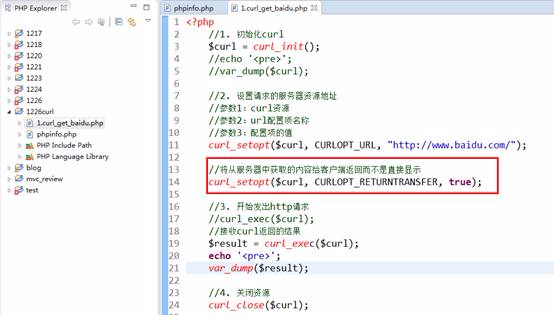 PHP Explorer
1217
1218
1220
1221
1222
1223
1224
1226
1226curl
1.curl_get_baidu.php
phpinfo.php
PHP Include Path
PHP Language Library
blog
mvc_review
test
phpinfo.php
1.curl_get_baidu.php
1 <?php
2 //1. 初始化curl
3 $curl = curl_init();
4 //echo '<pre>';
5 //var_dump($curl);
6
7 //2. 设置请求的服务器资源地址
8 //参数1：curl资源
9 //参数2：url配置项名称
10 //参数3：配置项的值
11 curl_setopt($curl, CURLOPT_URL, "http://www.baidu.com/");
12
13 //将从服务器中获取的内容给客户端返回而不是直接显示
14 curl_setopt($curl, CURLOPT_RETURNTRANSFER, true);
15
16 //3. 开始发出http请求
17 //curl_exec($curl);
18 //接收curl返回的结果
19 $result = curl_exec($curl);
20 echo '<pre>';
21 var_dump($result);
22
23 //4. 关闭资源
24 curl_close($curl);